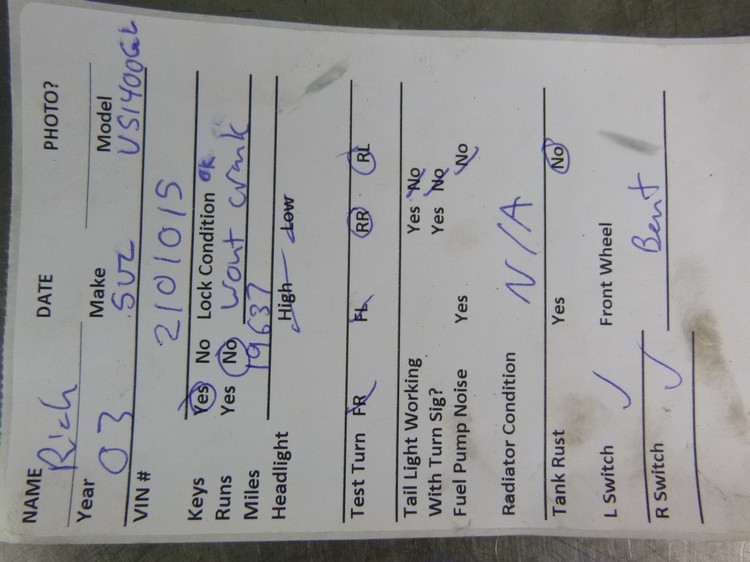 NAME Rich DATE PHOTO?
Year 03 Make SUZ Model VS1400GL
VIN # 2101015
Keys Yes No Lock Condition OK
Runs Yes No Wont crank
Miles 19637
Headlight High Low
Test Turn FR FL RR RL
Tail Light Working Yes No
With Turn Sig? Yes No
Fuel Pump Noise Yes No
Radiator Condition N/A
Tank Rust Yes No
L Switch ✓ Front Wheel
R Switch ✓ Bent